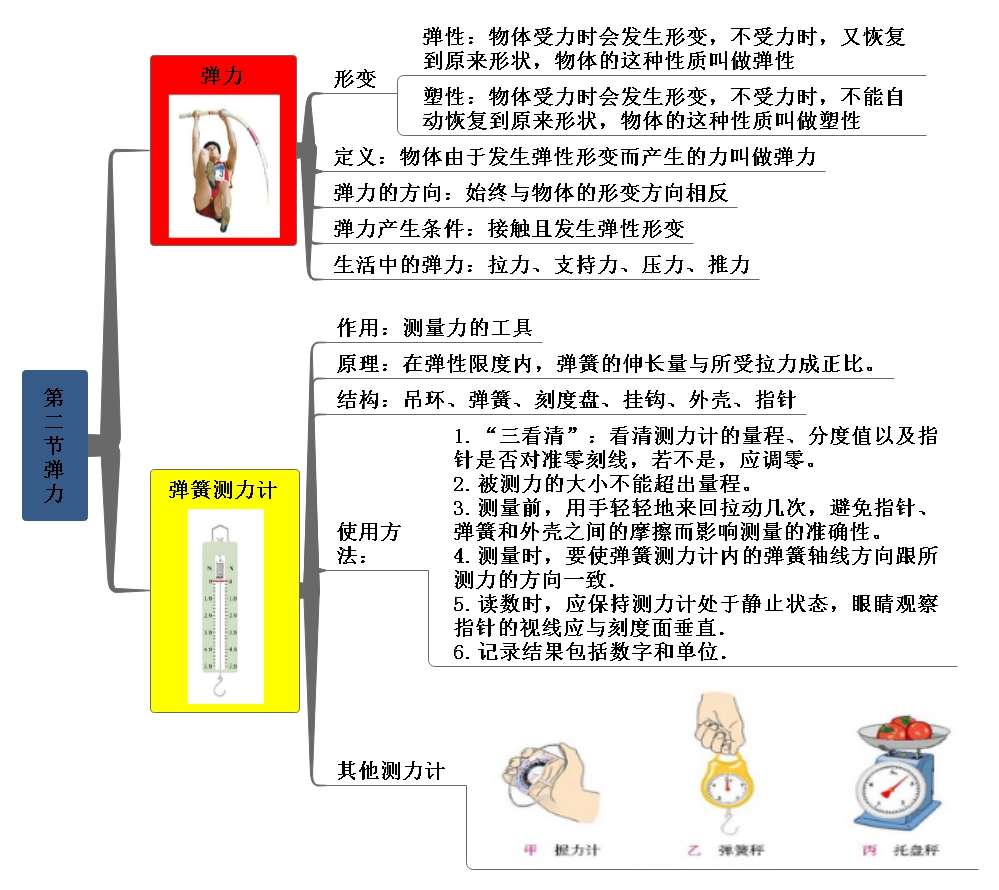 第二节弹力
弹力
3
形变
弹性：物体受力时会发生形变，不受力时，又恢复
到原来形状，物体的这种性质叫做弹性
塑性：物体受力时会发生形变，不受力时，不能自
动恢复到原来形状，物体的这种性质叫做塑性
定义：物体由于发生弹性形变而产生的力叫做弹力
弹力的方向：始终与物体的形变方向相反
弹力产生条件：接触且发生弹性形变
生活中的弹力：拉力、支持力、压力、推力
弹簧测力计
N N
0 0
作用：测量力的工具
原理：在弹性限度内，弹簧的伸长量与所受拉力成正比。
结构：吊环、弹簧、刻度盘、挂钩、外壳、指针
使用方
法：
1.“三看清”：看清测力计的量程、分度值以及指
针是否对准零刻线，若不是，应调零。
2.被测力的大小不能超出量程。
3.测量前，用手轻轻地来回拉动几次，避免指针、
弹簧和外壳之间的摩擦而影响测量的准确性。
4.测量时，要使弹簧测力计内的弹簧轴线方向跟所
测力的方向一致.
5.读数时，应保持测力计处于静止状态，眼睛观察
指针的视线应与刻度面垂直.
6.记录结果包括数字和单位.
其他测力计
甲 握力计
乙 弹簧秤
丙 托盘秤